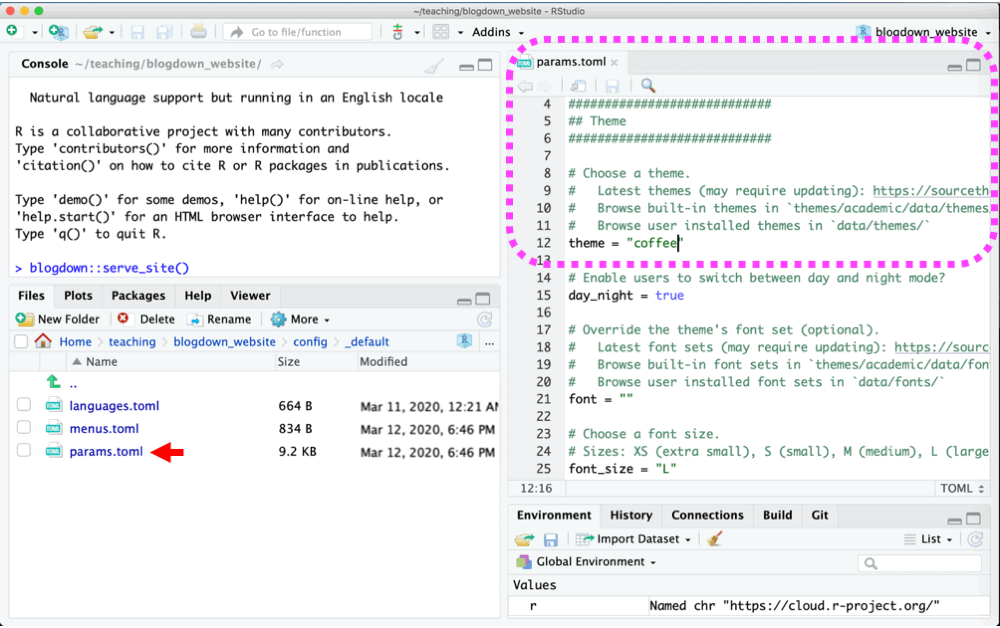 ~/teaching/blogdown_website - RStudio
Go to file/function
Addins
blogdown_website
Console ~/teaching/blogdown_website/
Natural language support but running in an English locale
R is a collaborative project with many contributors.
Type 'contributors()' for more information and
'citation()' on how to cite R or R packages in publications.
Type 'demo()' for some demos, 'help()' for on-line help, or
'help.start()' for an HTML browser interface to help.
Type 'q()' to quit R.
> blogdown::serve_site()
Files Plots Packages Help Viewer
New Folder Delete Rename More
Home teaching blogdown_website config _default ...
Name Size Modified
..
languages.toml 664 B Mar 11, 2020, 12:21 AM
menus.toml 834 B Mar 12, 2020, 6:46 PM
params.toml 9.2 KB Mar 12, 2020, 6:46 PM
params.toml
4 ############################
5 ## Theme
6 ############################
7
8 # Choose a theme.
9 #   Latest themes (may require updating): https://sourceth
10 #   Browse built-in themes in `themes/academic/data/themes
11 #   Browse user installed themes in `data/themes/`
12 theme = "coffee"
13
14 # Enable users to switch between day and night mode?
15 day_night = true
16
17 # Override the theme's font set (optional).
18 #   Latest font sets (may require updating): https://sourc
19 #   Browse built-in font sets in `themes/academic/data/fon
20 #   Browse user installed font sets in `data/fonts/`
21 font = ""
22
23 # Choose a font size.
24 # Sizes: XS (extra small), S (small), M (medium), L (large
25 font_size = "L"
12:16 TOML
Environment History Connections Build Git
Import Dataset List
Global Environment
Values
r Named chr "https://cloud.r-project.org/"